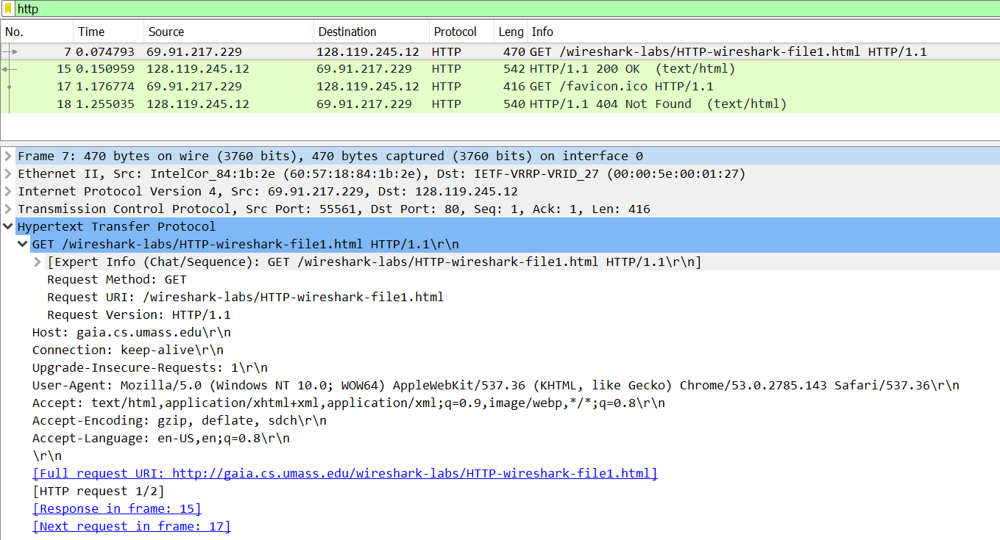 http
No. Time Source Destination Protocol Leng Info
7 0.074793 69.91.217.229 128.119.245.12 HTTP 470 GET /wireshark-labs/HTTP-wireshark-file1.html HTTP/1.1
15 0.150959 128.119.245.12 69.91.217.229 HTTP 542 HTTP/1.1 200 OK  (text/html)
17 1.176774 69.91.217.229 128.119.245.12 HTTP 416 GET /favicon.ico HTTP/1.1
18 1.255035 128.119.245.12 69.91.217.229 HTTP 540 HTTP/1.1 404 Not Found  (text/html)
Frame 7: 470 bytes on wire (3760 bits), 470 bytes captured (3760 bits) on interface 0
Ethernet II, Src: IntelCor_84:1b:2e (60:57:18:84:1b:2e), Dst: IETF-VRRP-VRID_27 (00:00:5e:00:01:27)
Internet Protocol Version 4, Src: 69.91.217.229, Dst: 128.119.245.12
Transmission Control Protocol, Src Port: 55561, Dst Port: 80, Seq: 1, Ack: 1, Len: 416
Hypertext Transfer Protocol
GET /wireshark-labs/HTTP-wireshark-file1.html HTTP/1.1\r\n
[Expert Info (Chat/Sequence): GET /wireshark-labs/HTTP-wireshark-file1.html HTTP/1.1\r\n]
Request Method: GET
Request URI: /wireshark-labs/HTTP-wireshark-file1.html
Request Version: HTTP/1.1
Host: gaia.cs.umass.edu\r\n
Connection: keep-alive\r\n
Upgrade-Insecure-Requests: 1\r\n
User-Agent: Mozilla/5.0 (Windows NT 10.0; WOW64) AppleWebKit/537.36 (KHTML, like Gecko) Chrome/53.0.2785.143 Safari/537.36\r\n
Accept: text/html,application/xhtml+xml,application/xml;q=0.9,image/webp,*/*;q=0.8\r\n
Accept-Encoding: gzip, deflate, sdch\r\n
Accept-Language: en-US,en;q=0.8\r\n
\r\n
[Full request URI: http://gaia.cs.umass.edu/wireshark-labs/HTTP-wireshark-file1.html]
[HTTP request 1/2]
[Response in frame: 15]
[Next request in frame: 17]